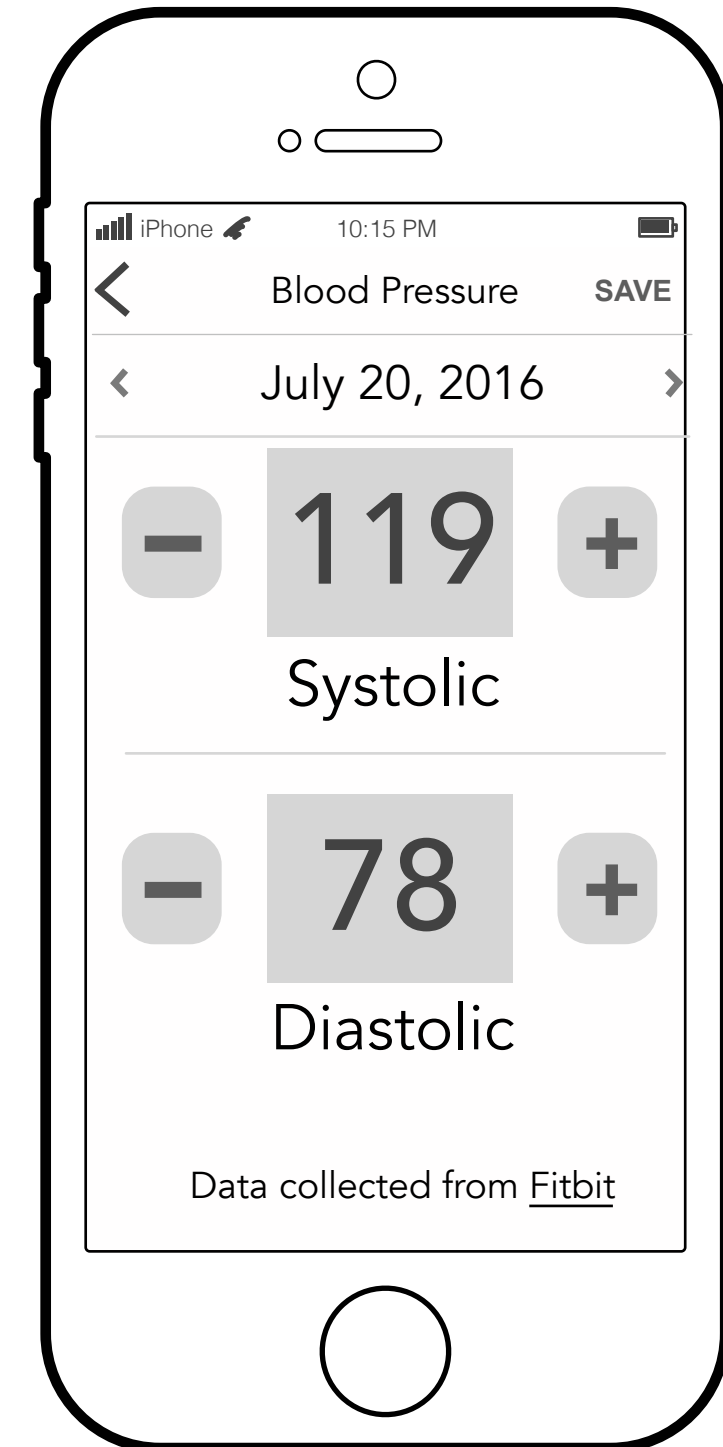 iPhone 10:15 PM
Blood Pressure SAVE
July 20, 2016
119
Systolic
78
Diastolic
Data collected from Fitbit